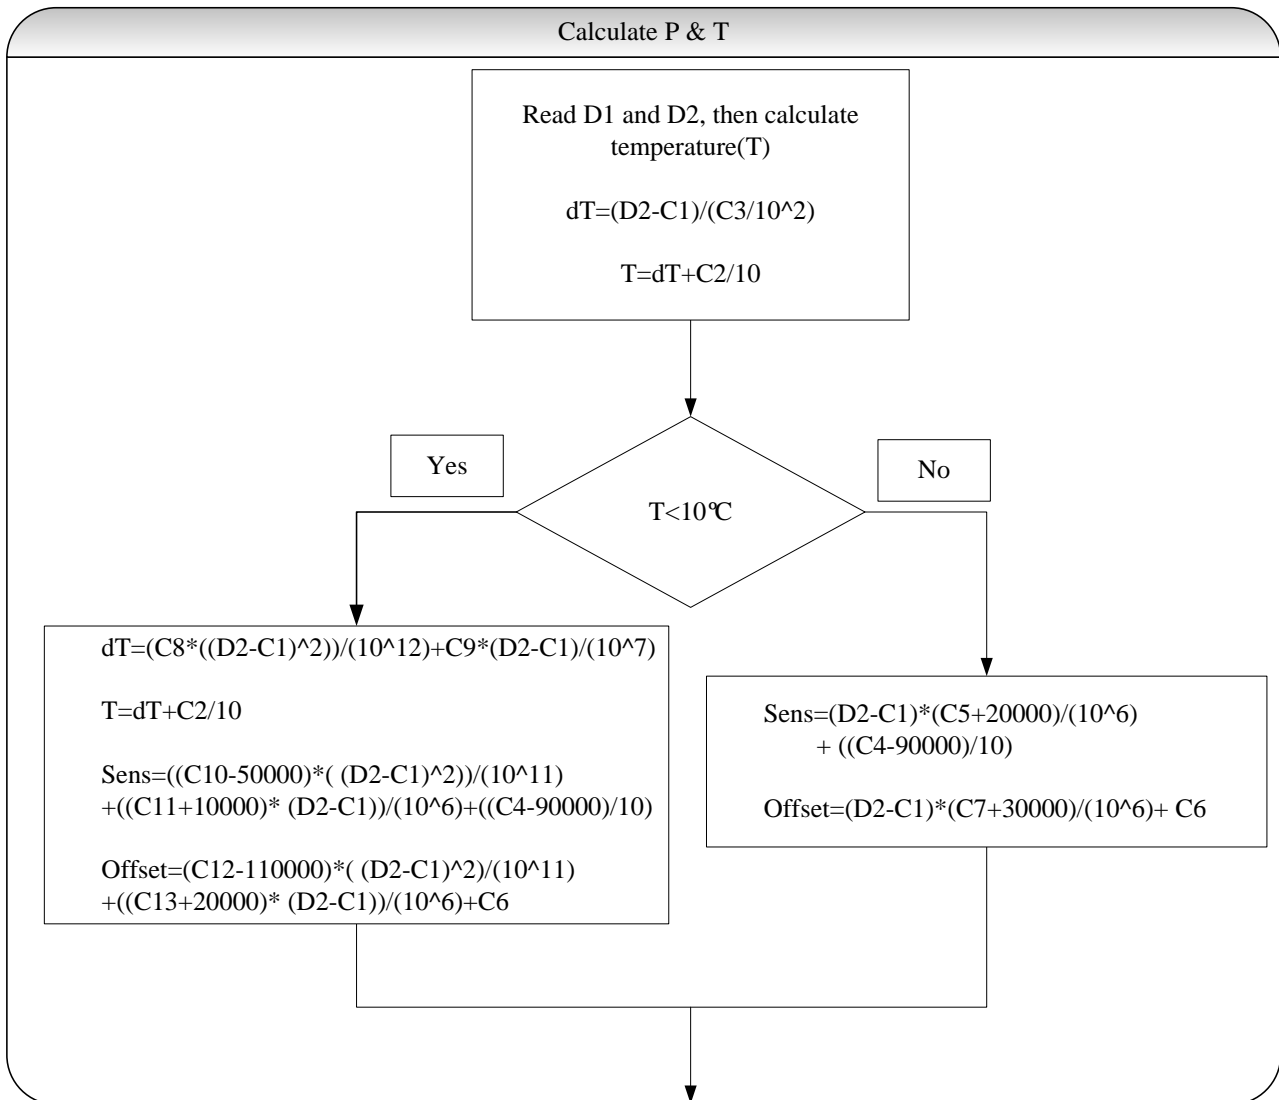 Calculate P & T
Read D1 and D2, then calculate
temperature(T)
dT=(D2-C1)/(C3/10^2)
T=dT+C2/10
Yes
No
T<10℃
dT=(C8*((D2-C1)^2))/(10^12)+C9*(D2-C1)/(10^7)
T=dT+C2/10
Sens=((C10-50000)*( (D2-C1)^2))/(10^11)
+((C11+10000)* (D2-C1))/(10^6)+((C4-90000)/10)
Offset=(C12-110000)*( (D2-C1)^2)/(10^11)
+((C13+20000)* (D2-C1))/(10^6)+C6
Sens=(D2-C1)*(C5+20000)/(10^6)
+ ((C4-90000)/10)
Offset=(D2-C1)*(C7+30000)/(10^6)+ C6